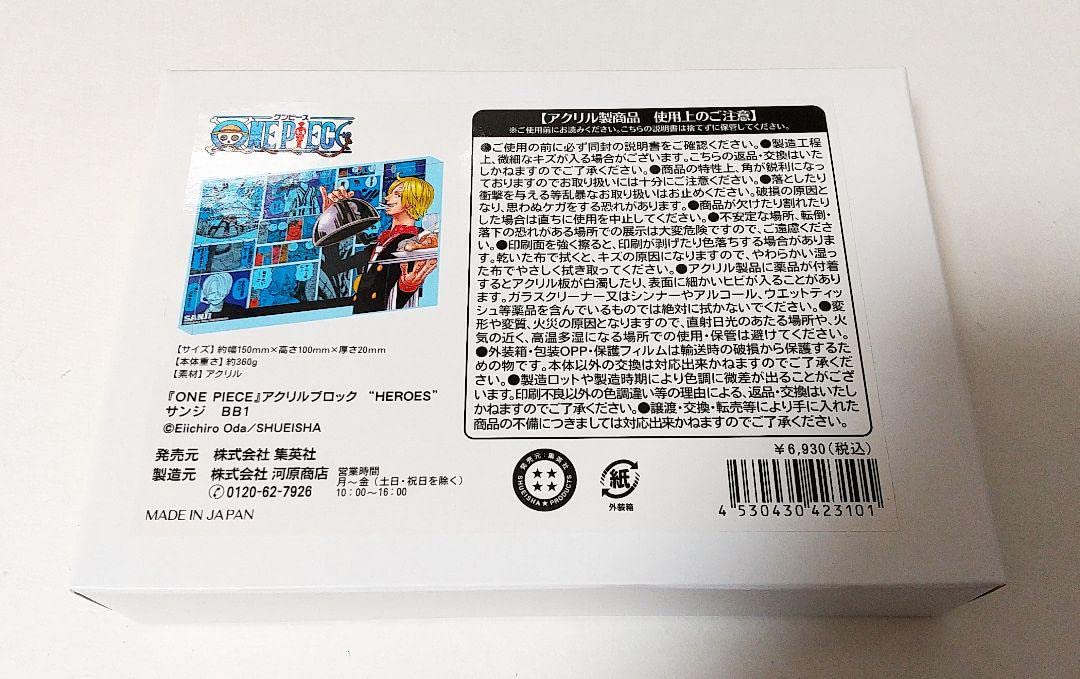 ワンピース
ONE PIECE
SANJI
【サイズ】約幅150mm×高さ100mm×厚さ20mm
【本体重さ】約360g
【素材】アクリル
『ONE PIECE』アクリルブロック “HEROES”
サンジ BB1
©Eiichiro Oda/SHUEISHA
発売元 株式会社 集英社
製造元 株式会社 河原商店
0120-62-7926
営業時間
月～金（土日・祝日を除く）
10：00～16：00
MADE IN JAPAN
【アクリル製商品 使用上のご注意】
※ご使用前にお読みください。こちらの説明書は捨てずに保管してください。
●ご使用の前に必ず同封の説明書をご確認ください。●製造工程
上、微細なキズが入る場合がございます。こちらの返品・交換はいた
しかねますのでご了承ください。●商品の特性上、角が鋭利になっ
ておりますのでお取り扱いには十分にご注意ください。●落としたり
衝撃を与える等乱暴なお取り扱いはお止めください。破損の原因と
なり、思わぬケガをする恐れがあります。●商品が欠けたり割れたり
した場合は直ちに使用を中止してください。●不安定な場所、転倒・
落下の恐れがある場所での展示は大変危険ですので、ご遠慮くださ
い。●印刷面を強く擦ると、印刷が剥げたり色落ちする場合がありま
す。乾いた布で拭くと、キズの原因になりますので、やわらかい湿っ
た布でやさしく拭き取ってください。●アクリル製品に薬品が付着
するとアクリル板が白濁したり、表面に細かいヒビが入ることがあり
ます。ガラスクリーナー又はシンナーやアルコール、ウエットティッ
シュ等薬品を含んでいるものでは絶対に拭かないでください。●変
形や変質、火災の原因となりますので、直射日光のあたる場所や、火
気の近く、高温多湿になる場所での使用・保管は避けてください。
●外装箱・包装OPP・保護フィルムは輸送時の破損から保護するた
めの物です。本体以外の交換は対応出来かねますのでご了承くださ
い。●製造ロットや製造時期により色調に微差が出ることがござ
います。印刷不良以外の色調違い等の理由による、返品・交換はいたし
かねますのでご了承ください。●譲渡・交換・転売等により手に入れた
商品の不備につきましては対応出来かねますのでご了承ください。
￥6,930（税込）
発売元：集英社
SHUEISHA★PRODUCTS
紙
外装箱
4 530430 423101